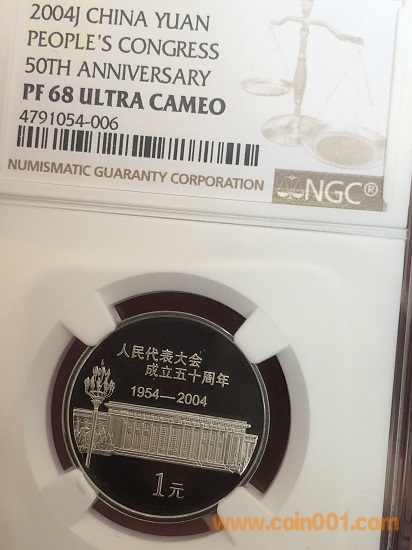 2004J CHINA YUAN
PEOPLE'S CONGRESS
50TH ANNIVERSARY
PF 68 ULTRA CAMEO
4791054-006
NUMISMATIC GUARANTY CORPORATION
NGC®
人民代表大会
成立五十周年
1954—2004
1元
www.coin001.com